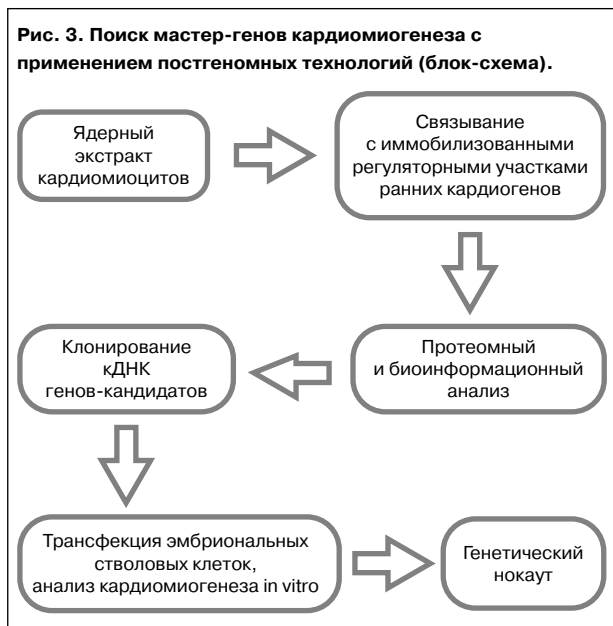 Рис. 3. Поиск мастер-генов кардиомиогенеза с
применением постгеномных технологий (блок-схема).
Ядерный
экстракт
кардиомиоцитов
Связывание
с иммобилизованными
регуляторными участками
ранних кардиогенов
Протеомный
и биоинформационный
анализ
Клонирование
кДНК
генов-кандидатов
Трансфекция эмбриональных
стволовых клеток,
анализ кардиомиогенеза in vitro
Генетический
нокаут